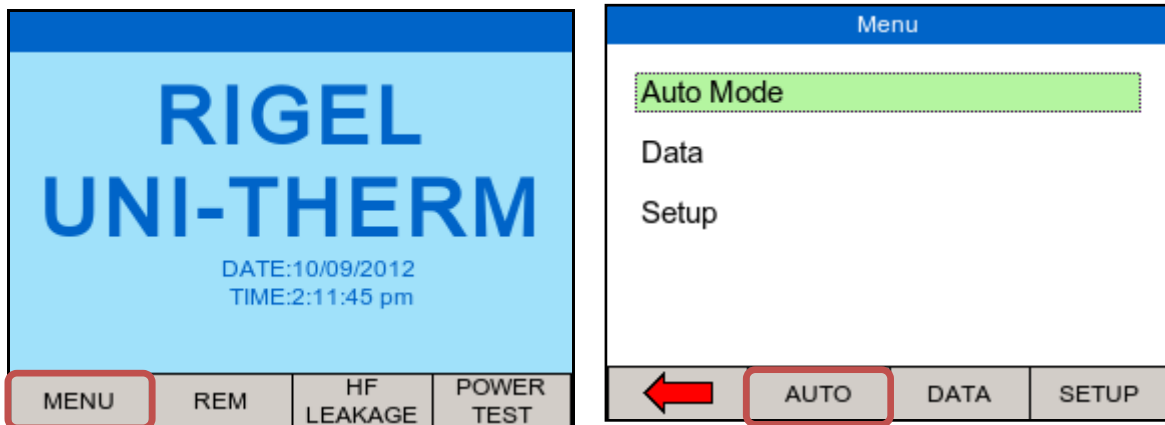 RIGEL
UNI-THERM
DATE:10/09/2012
TIME:2:11:45 pm
MENU
REM
HF
LEAKAGE
POWER
TEST
Menu
Auto Mode
Data
Setup
AUTO
DATA
SETUP